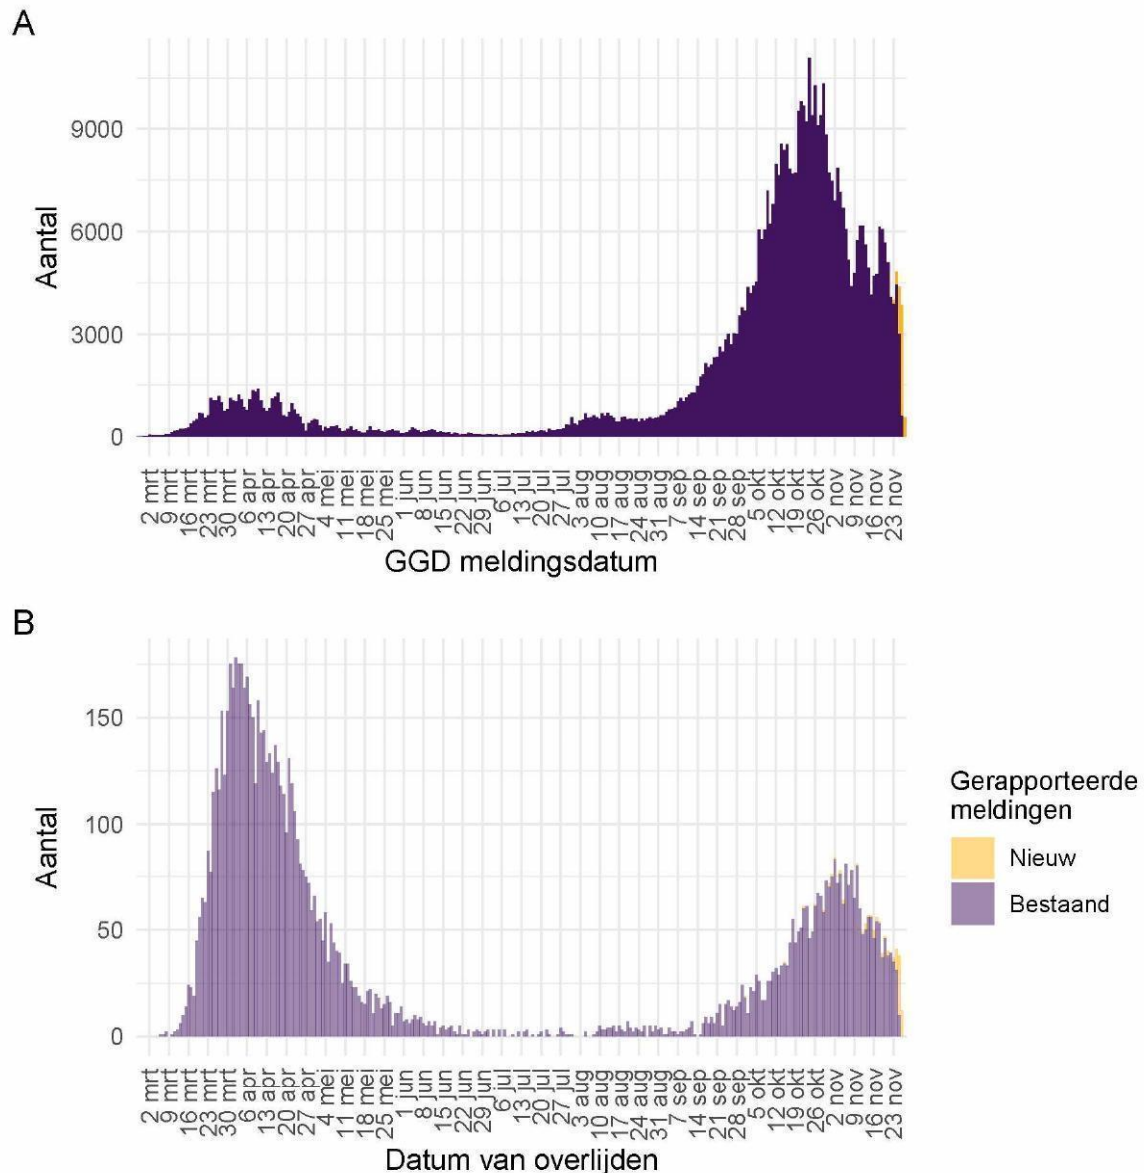 A
9000
6000
3000
0
Aantal
2 mrt
9 mrt
16 mrt
23 mrt
30 mrt
6 apr
13 apr
20 apr
27 apr
4 mei
11 mei
18 mei
25 mei
1 jun
8 jun
15 jun
22 jun
29 jun
6 jul
13 jul
20 jul
27 jul
3 aug
10 aug
17 aug
24 aug
31 aug
7 sep
14 sep
21 sep
28 sep
5 okt
12 okt
19 okt
26 okt
2 nov
9 nov
16 nov
23 nov
GGD meldingsdatum
B
150
100
50
0
Aantal
2 mrt
9 mrt
16 mrt
23 mrt
30 mrt
6 apr
13 apr
20 apr
27 apr
4 mei
11 mei
18 mei
25 mei
1 jun
8 jun
15 jun
22 jun
29 jun
6 jul
13 jul
20 jul
27 jul
3 aug
10 aug
17 aug
24 aug
31 aug
7 sep
14 sep
21 sep
28 sep
5 okt
12 okt
19 okt
26 okt
2 nov
9 nov
16 nov
23 nov
Datum van overlijden
Gerapporteerde
meldingen
Nieuw
Bestaand